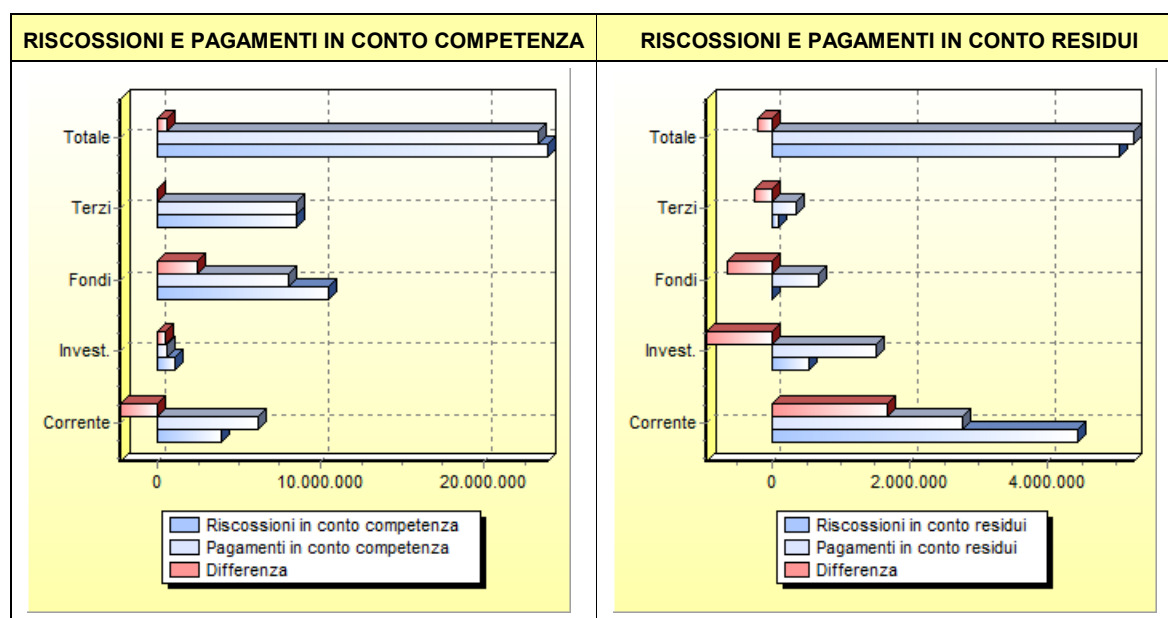 RISCOSSIONI E PAGAMENTI IN CONTO COMPETENZA
Totale
Terzi
Fondi
Invest.
Corrente
0
10.000.000
20.000.000
Riscossioni in conto competenza
Pagamenti in conto competenza
Differenza
RISCOSSIONI E PAGAMENTI IN CONTO RESIDUI
Totale
Terzi
Fondi
Invest.
Corrente
0
2.000.000
4.000.000
Riscossioni in conto residui
Pagamenti in conto residui
Differenza